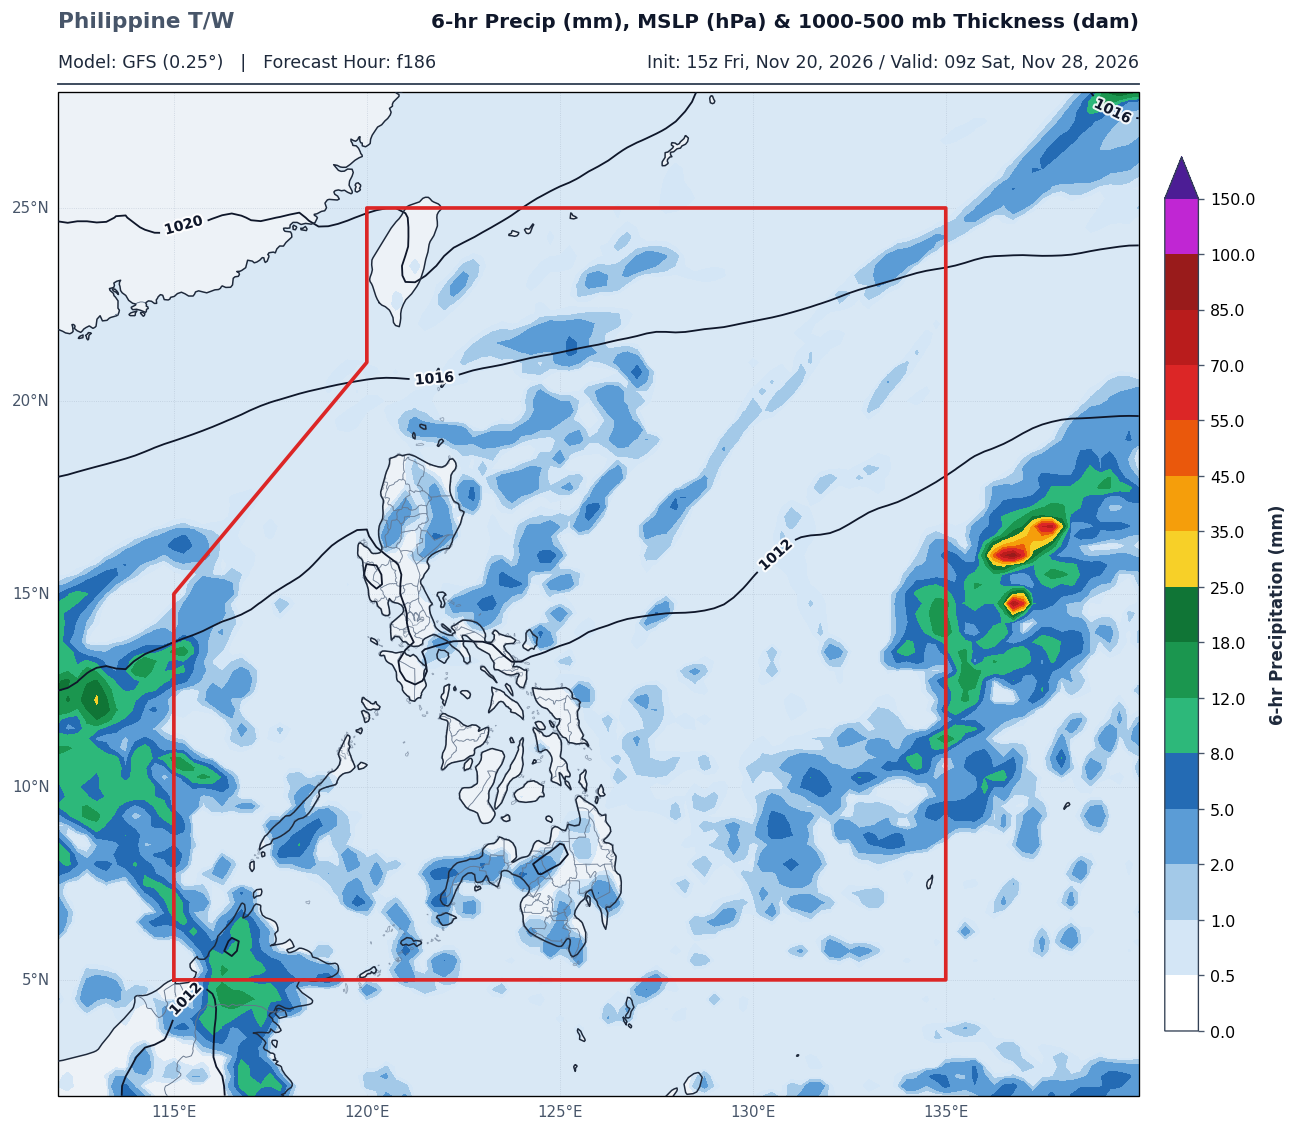 Philippine T/W
6-hr Precip (mm), MSLP (hPa) & 1000-500 mb Thickness (dam)
Model: GFS (0.25°) | Forecast Hour: f186
Init: 15z Fri, Nov 20, 2026 / Valid: 09z Sat, Nov 28, 2026
1016
1020
1016
1012
1012
25°N
20°N
15°N
10°N
5°N
115°E
120°E
125°E
130°E
135°E
150.0
100.0
85.0
70.0
55.0
45.0
35.0
25.0
18.0
12.0
8.0
5.0
2.0
1.0
0.5
0.0
6-hr Precipitation (mm)